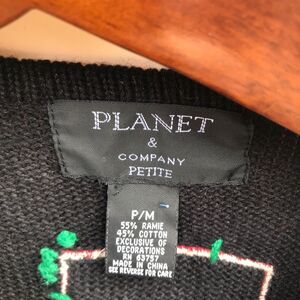 PLANET
&
COMPANY
PETITE
P/M
55% RAMIE
45% COTTON
EXCLUSIVE OF
DECORATIONS
RN 63757
MADE IN CHINA
SEE REVERSE FOR CARE